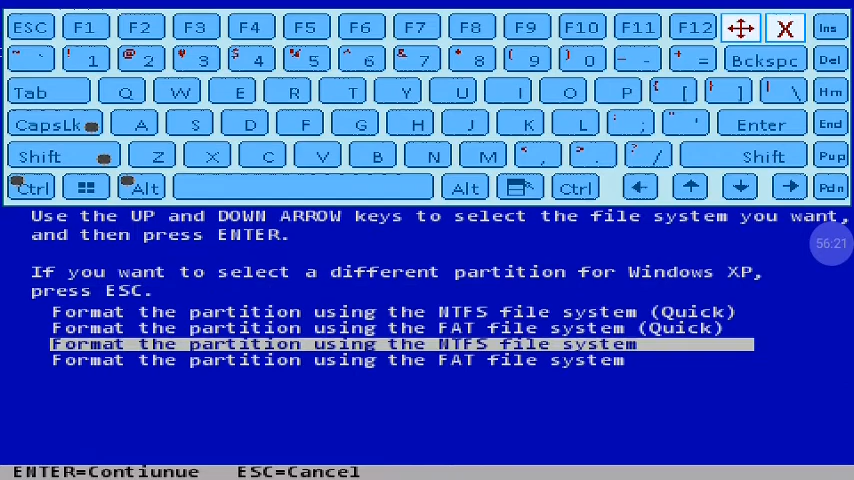 ESC F1 F2 F3 F4 F5 F6 F7 F8 F9 F10 F11 F12 X Ins
~ ` ! 1 @ 2 3 $ 4 % 5 ^ 6 & 7 * 8 ( 9 ) 0 _ - + = Bckspc Del
Tab Q W E R T Y U I O P { [ } ] | \ Hm
CapsLk A S D F G H J K L : ; " ' Enter End
Shift Z X C V B N M < , > . ? / Shift Pup
Ctrl Alt Alt Ctrl Pdn
Use the UP and DOWN ARROW keys to select the file system you want,
and then press ENTER.
56:21
If you want to select a different partition for Windows XP,
press ESC.
Format the partition using the NTFS file system (Quick)
Format the partition using the FAT file system (Quick)
Format the partition using the NTFS file system
Format the partition using the FAT file system
ENTER=Contiunue ESC=Cancel